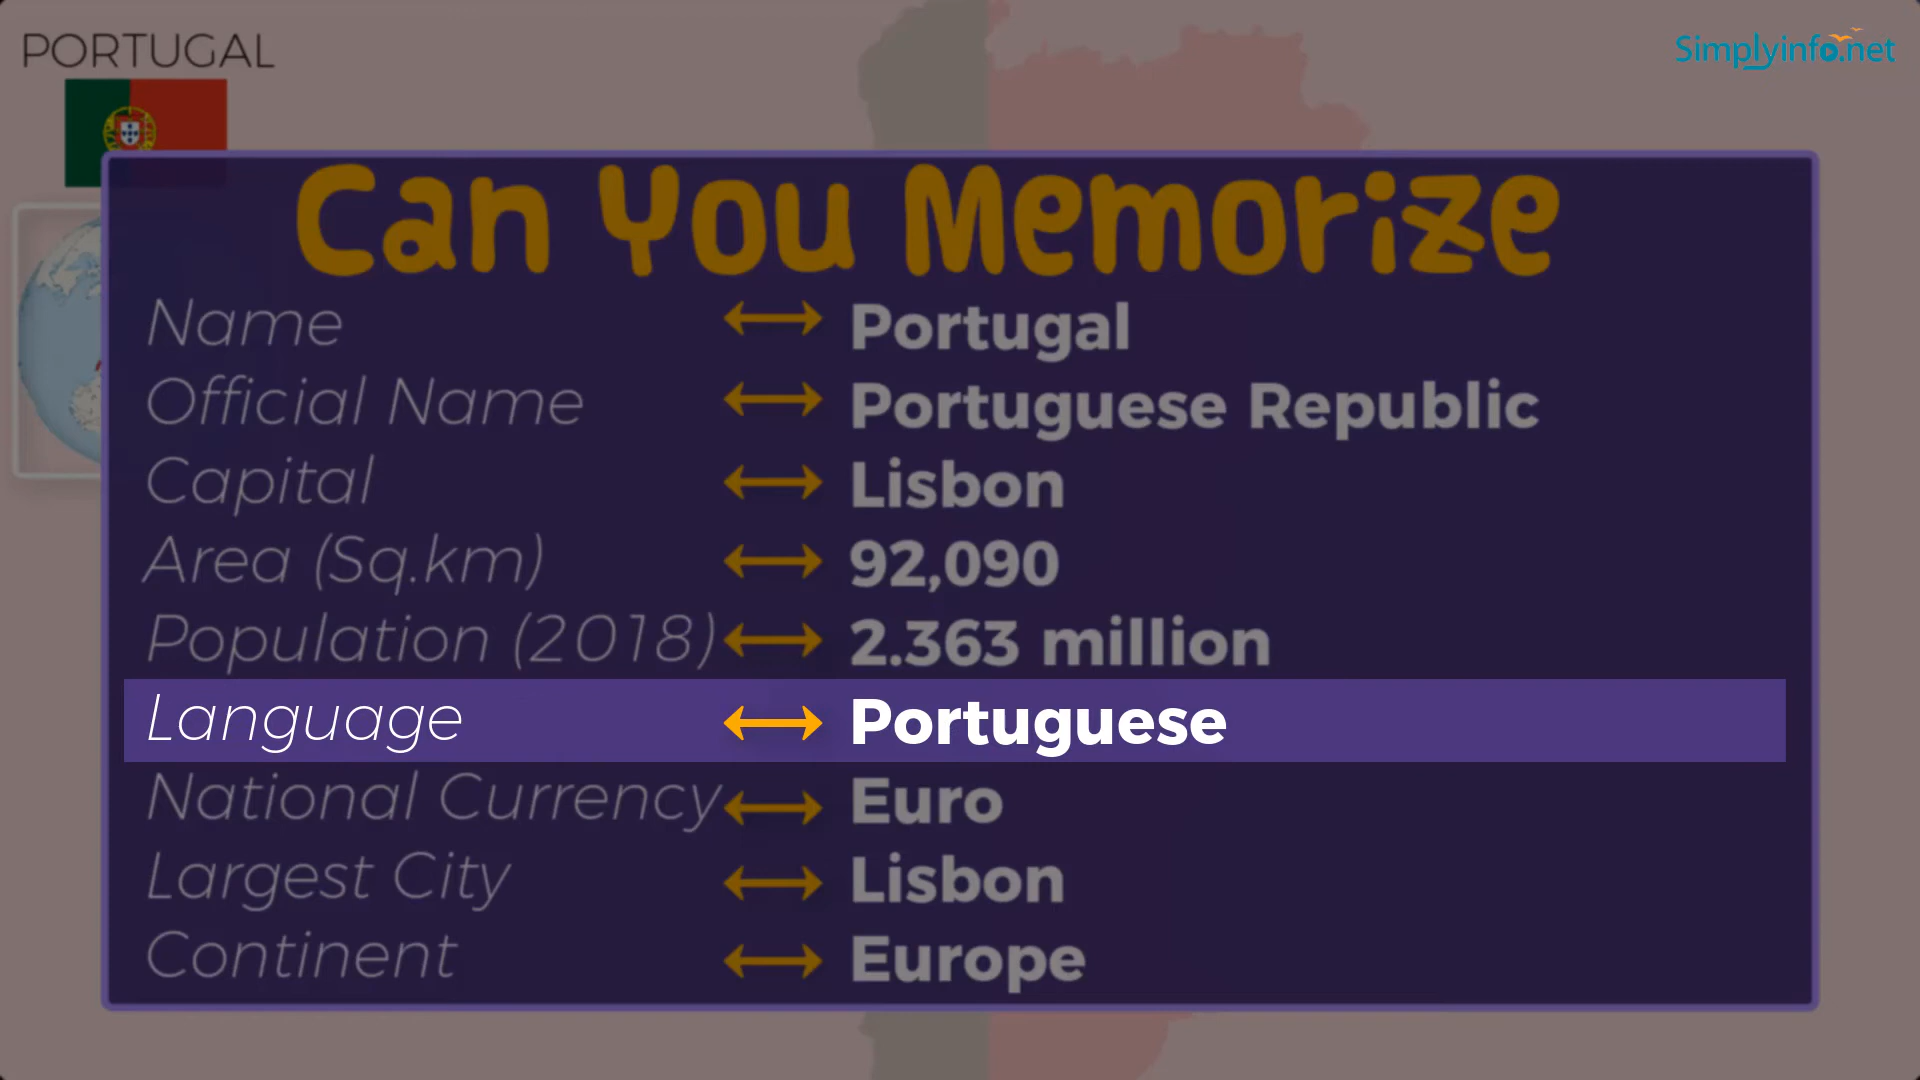 PORTUGAL
Simplyinfo.net
Can You Memorize
Name Portugal
Official Name Portuguese Republic
Capital Lisbon
Area (Sq.km) 92,090
Population (2018) 2.363 million
Language Portuguese
National Currency Euro
Largest City Lisbon
Continent Europe